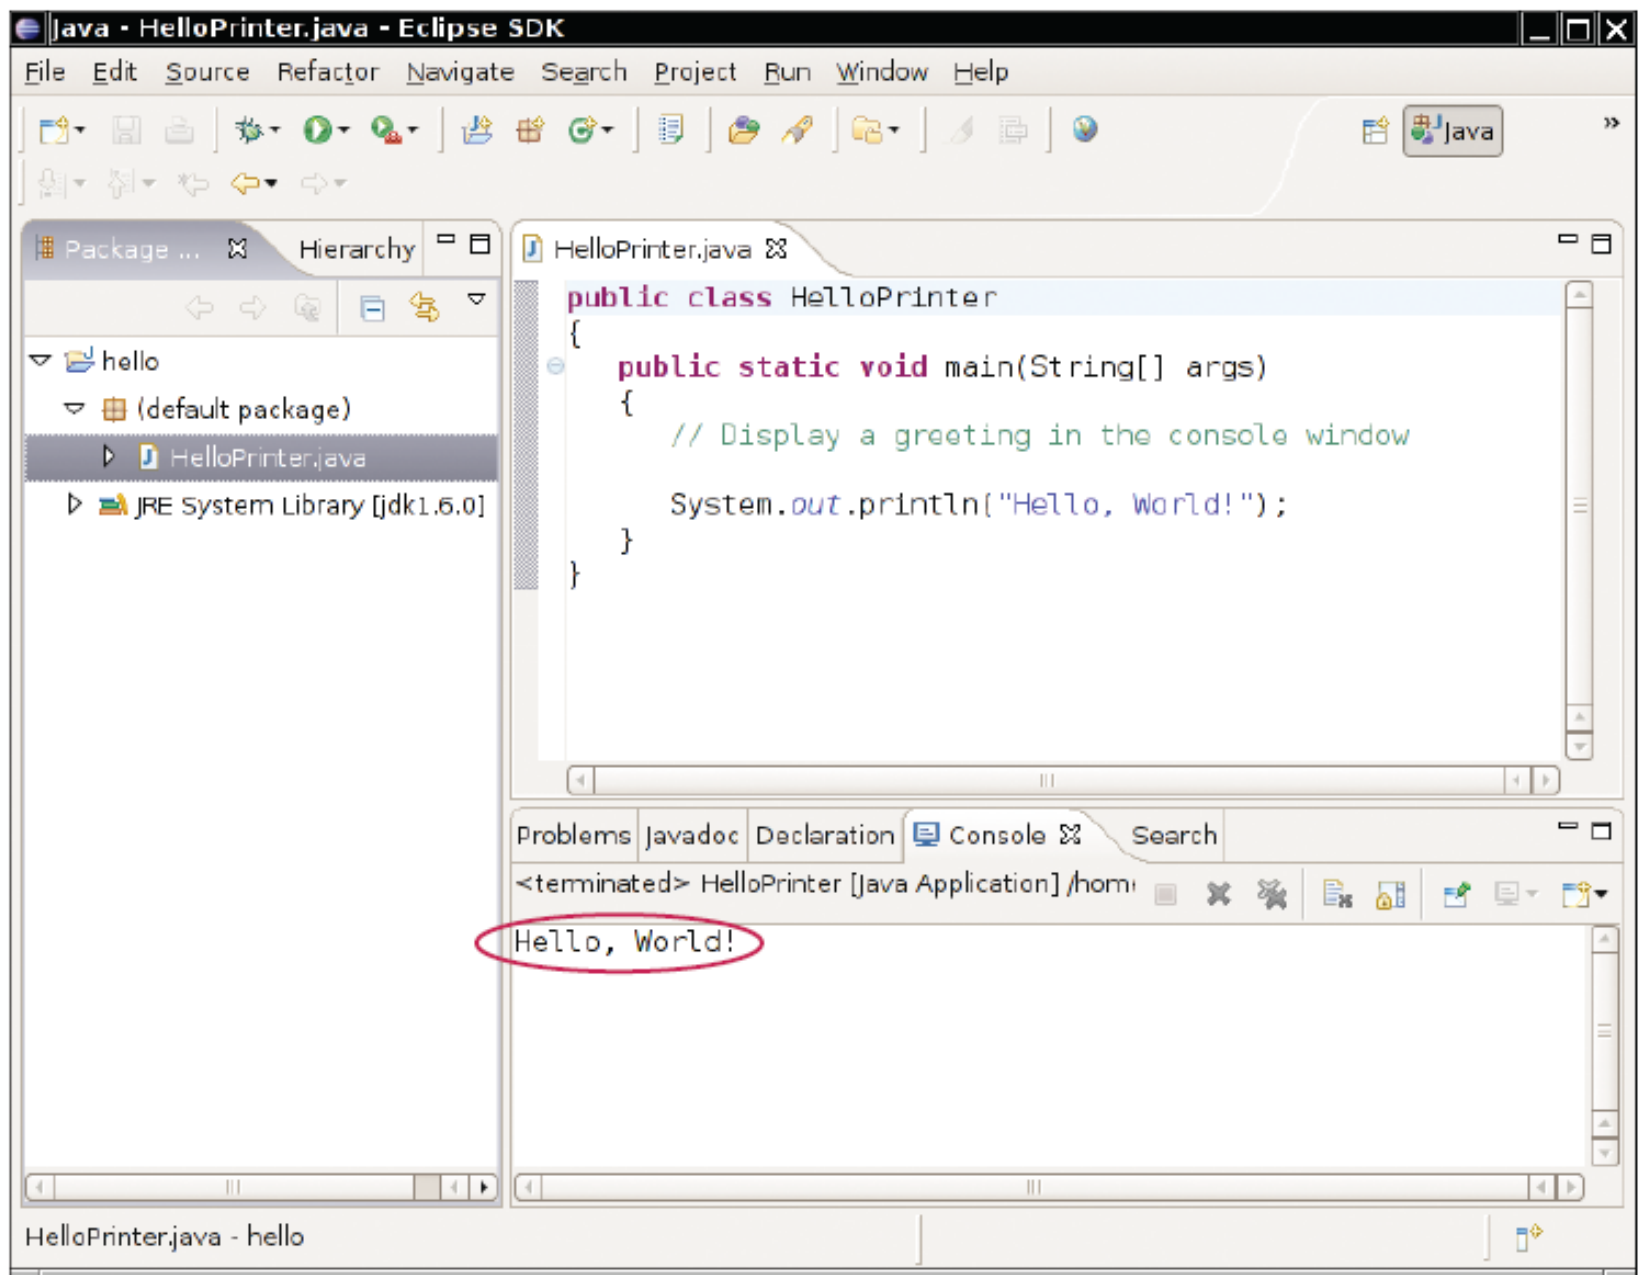 Java - HelloPrinter.java - Eclipse SDK
File Edit Source Refactor Navigate Search Project Run Window Help
Java
Package ... Hierarchy
hello
(default package)
HelloPrinter.java
JRE System Library [jdk1.6.0]
HelloPrinter.java
public class HelloPrinter
{
public static void main(String[] args)
{
// Display a greeting in the console window
System.out.println("Hello, World!");
}
}
Problems Javadoc Declaration Console Search
<terminated> HelloPrinter [Java Application] /hom
Hello, World!
HelloPrinter.java - hello